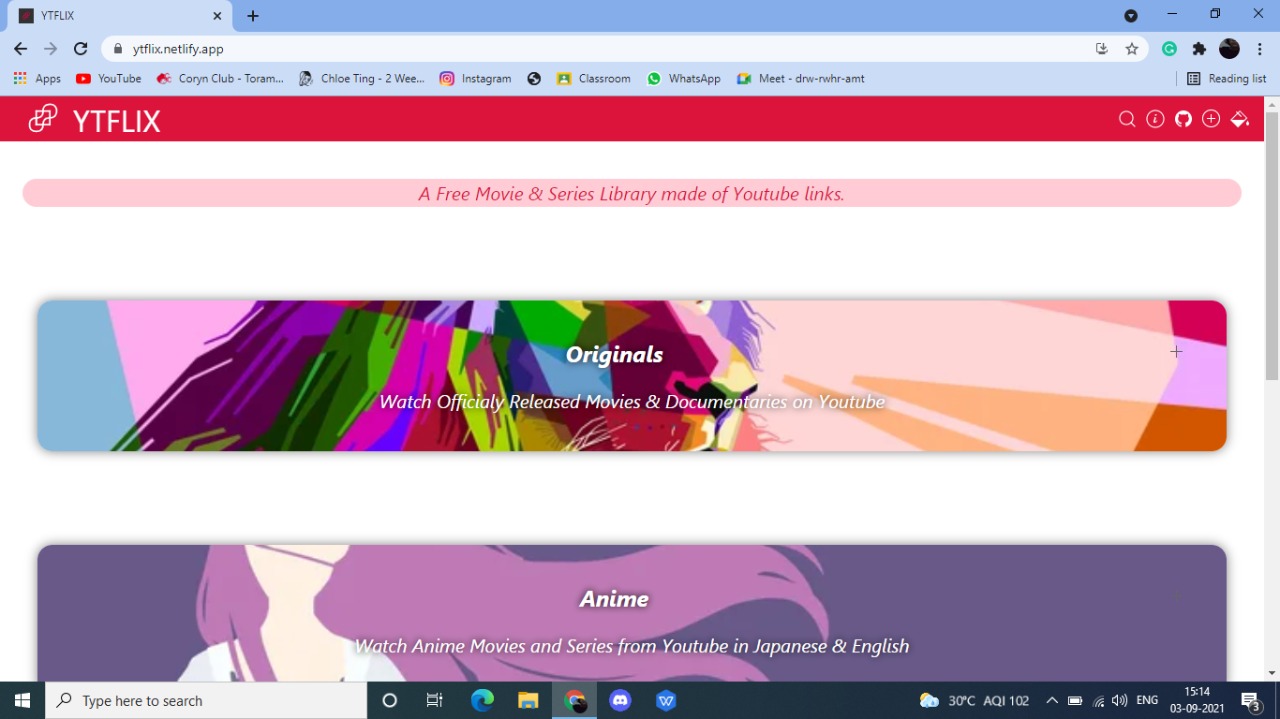 YTFLIX
ytflix.netlify.app
Apps YouTube Coryn Club - Toram... Chloe Ting - 2 Wee... Instagram Classroom WhatsApp Meet - drw-rwhr-amt Reading list
YTFLIX
A Free Movie & Series Library made of Youtube links.
Originals
Watch Officialy Released Movies & Documentaries on Youtube
Anime
Watch Anime Movies and Series from Youtube in Japanese & English
Type here to search
30°C AQI 102
ENG
15:14
03-09-2021
3